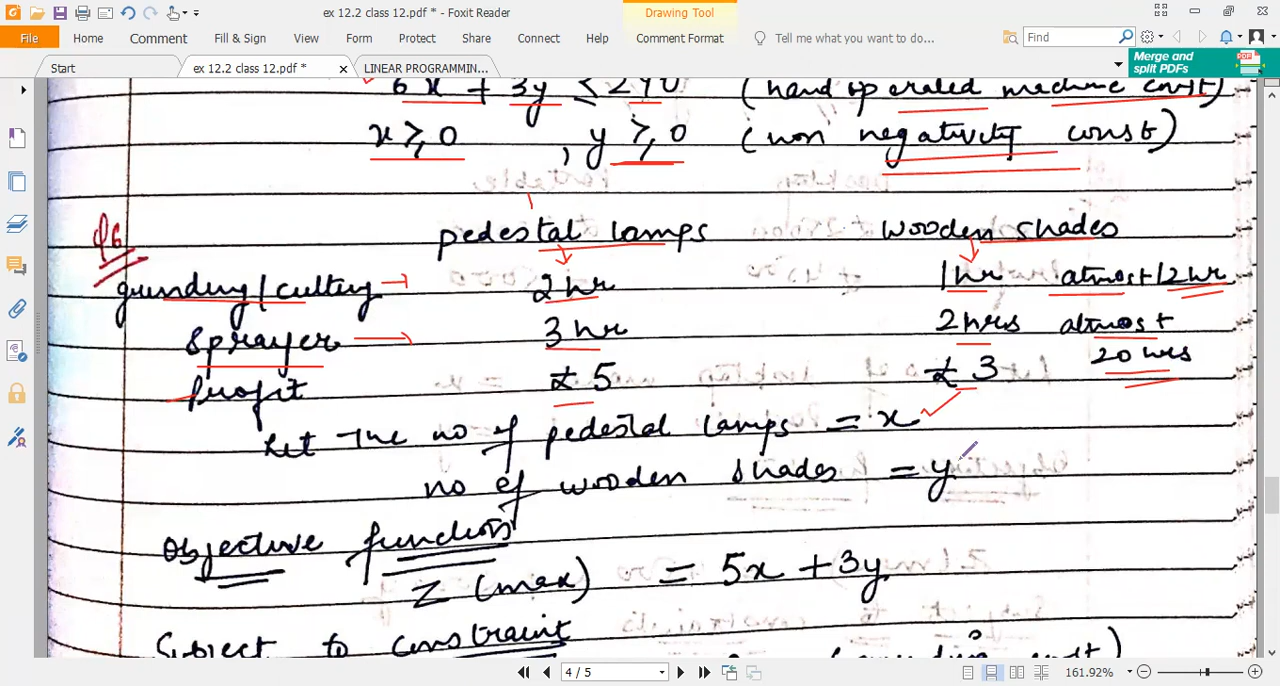 ex 12.2 class 12.pdf * - Foxit Reader
Drawing Tool
File Home Comment Fill & Sign View Form Protect Share Connect Help Comment Format Tell me what you want to do... Find
Start ex 12.2 class 12.pdf * LINEAR PROGRAMMIN...
Merge and split PDFs
6x + 3y ≤ 240 (hand operated machine const)
x ≥ 0 , y ≥ 0 (non negativity const)
Q6 pedestal lamps wooden shades
grinding/cutting → 2 hr 1 hr atmost 12 hr
Sprayer → 3 hr 2 hrs atmost
20 hrs
Profit ₹ 5 ₹ 3
Let the no of pedestal lamps = x
no of wooden shades = y
Objective function
Z (max) = 5x + 3y
Subject to constraint
4 / 5 161.92%